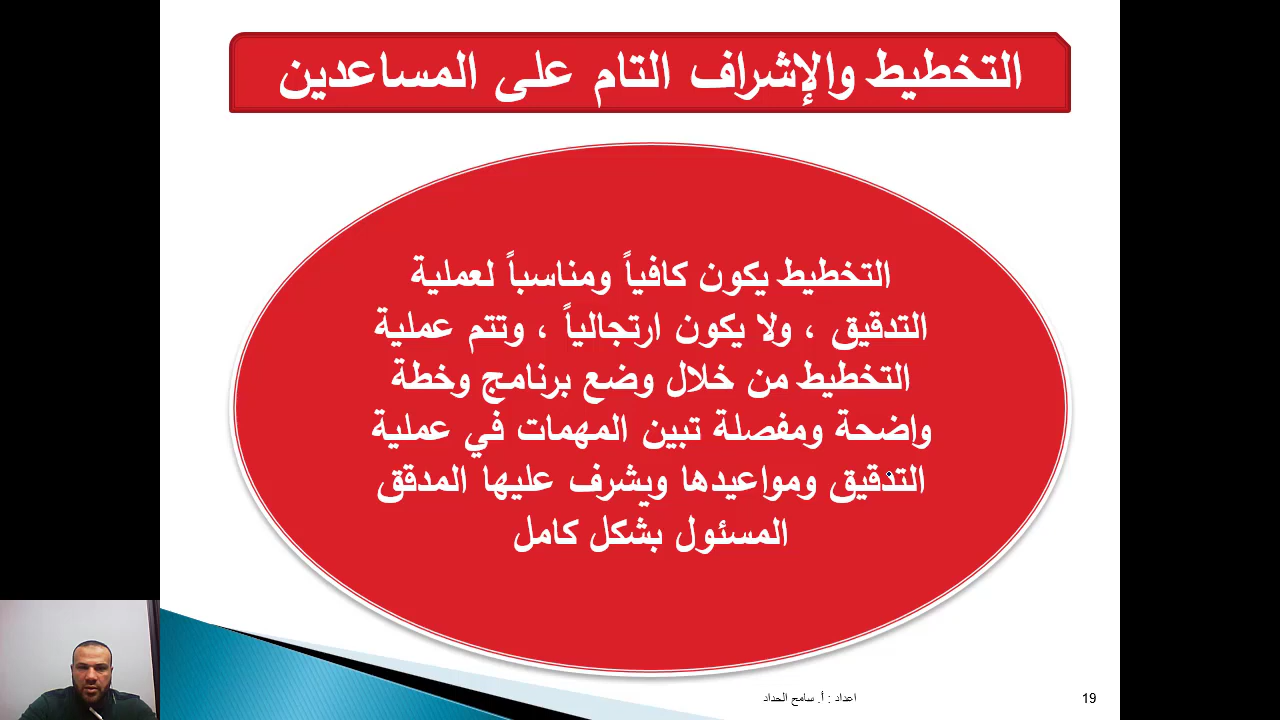 التخطيط والإشراف التام على المساعدين
التخطيط يكون كافياً ومناسباً لعملية
التدقيق ، ولا يكون ارتجالياً ، وتتم عملية
التخطيط من خلال وضع برنامج وخطة
واضحة ومفصلة تبين المهمات في عملية
التدقيق ومواعيدها ويشرف عليها المدقق
المسئول بشكل كامل
اعداد : أ. سامح الحداد
19